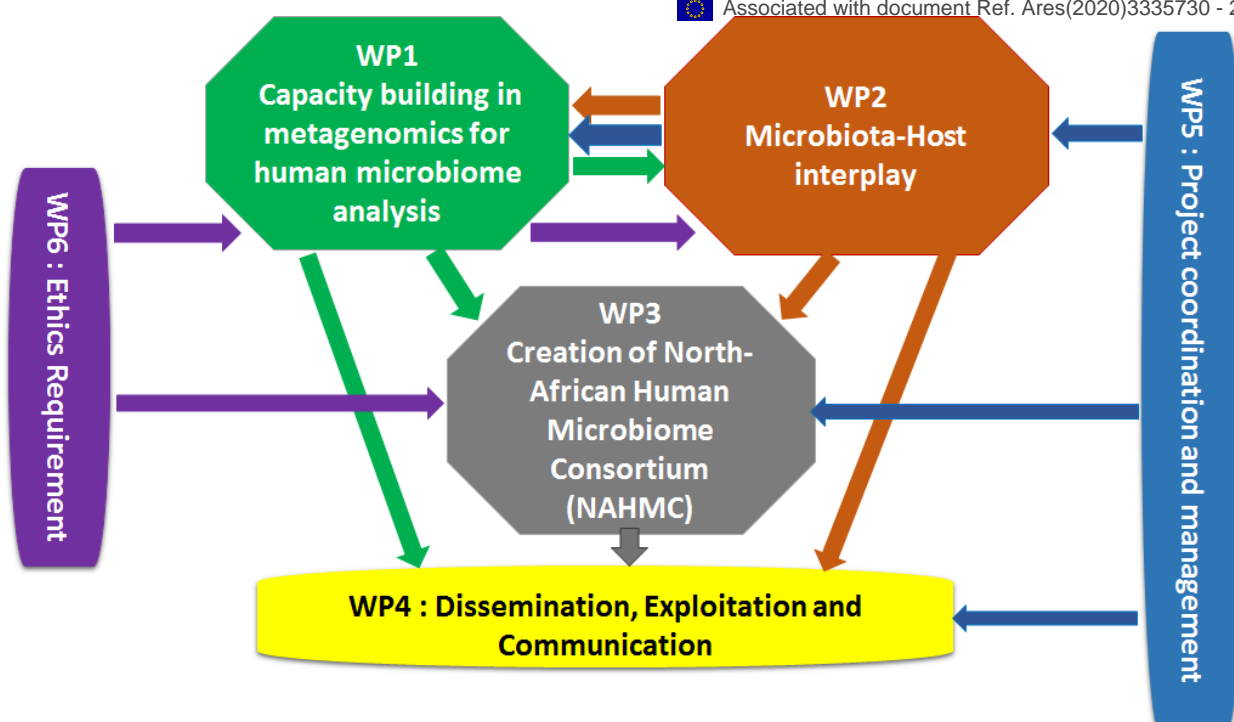 Associated with document Ref. Ares(2020)3335730 - 2
WP1
Capacity building in
metagenomics for
human microbiome
analysis
WP2
Microbiota-Host
interplay
WP5 : Project coordination and management
WP6 : Ethics Requirement
WP3
Creation of North-
African Human
Microbiome
Consortium
(NAHMC)
WP4 : Dissemination, Exploitation and
Communication